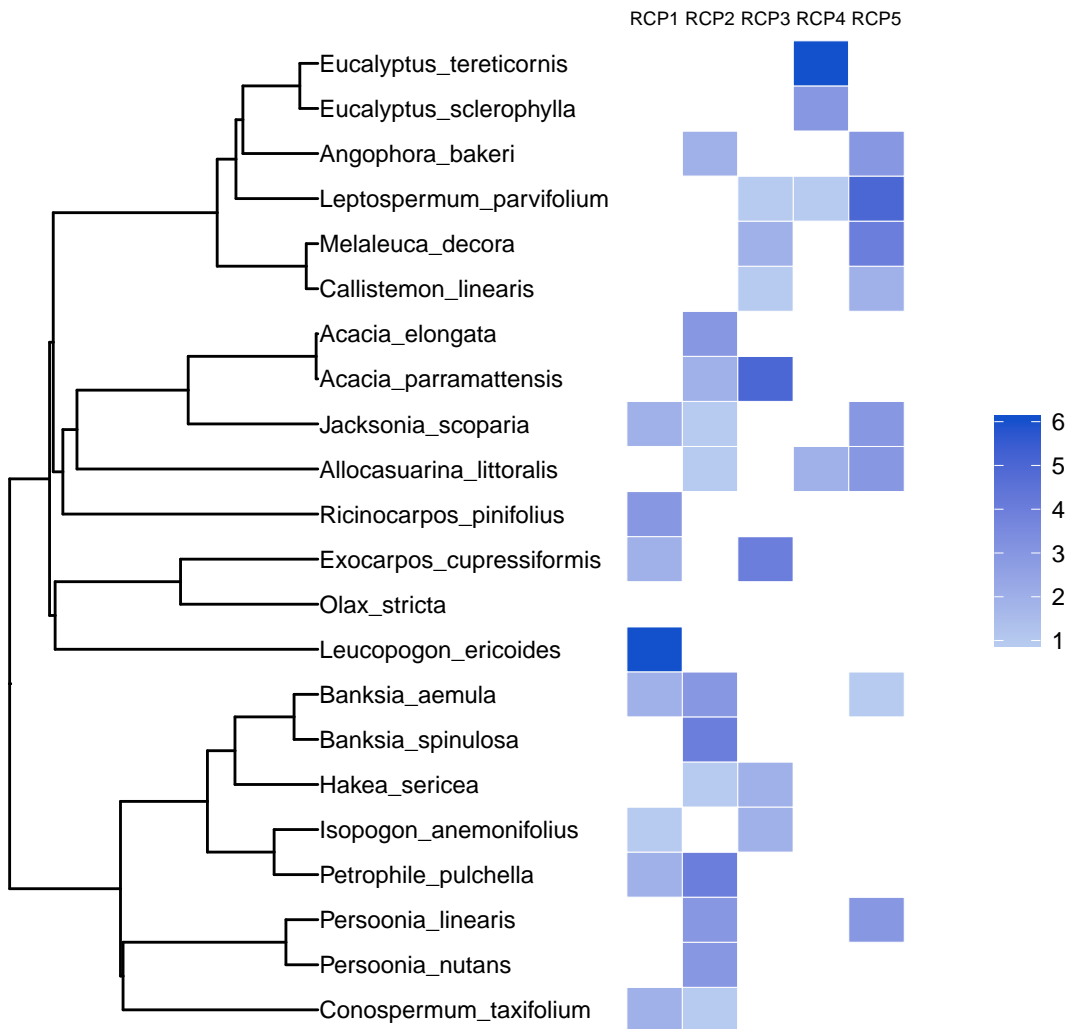 RCP1 RCP2 RCP3 RCP4 RCP5
Eucalyptus_tereticornis
Eucalyptus_sclerophylla
Angophora_bakeri
Leptospermum_parvifolium
Melaleuca_decora
Callistemon_linearis
Acacia_elongata
Acacia_parramattensis
Jacksonia_scoparia
Allocasuarina_littoralis
Ricinocarpos_pinifolius
Exocarpos_cupressiformis
Olax_stricta
Leucopogon_ericoides
Banksia_aemula
Banksia_spinulosa
Hakea_sericea
Isopogon_anemonifolius
Petrophile_pulchella
Persoonia_linearis
Persoonia_nutans
Conospermum_taxifolium
6
5
4
3
2
1